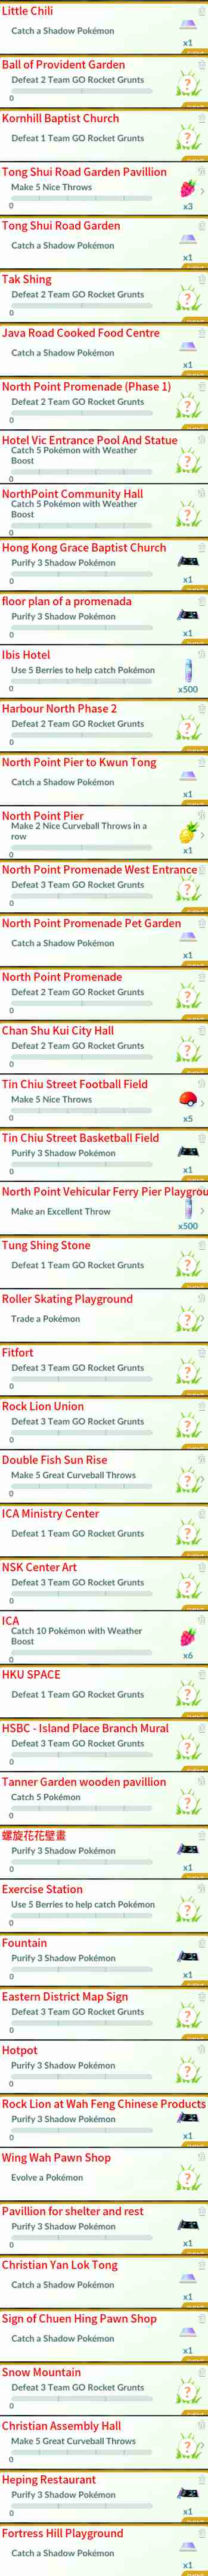 Little Chili
Catch a Shadow Pokémon
x1
Ball of Provident Garden
Defeat 2 Team GO Rocket Grunts
0
Kornhill Baptist Church
Defeat 1 Team GO Rocket Grunts
Tong Shui Road Garden Pavillion
Make 5 Nice Throws
0
x3
Tong Shui Road Garden
Catch a Shadow Pokémon
x1
Tak Shing
Defeat 2 Team GO Rocket Grunts
0
Java Road Cooked Food Centre
Catch a Shadow Pokémon
x1
North Point Promenade (Phase 1)
Defeat 2 Team GO Rocket Grunts
0
Hotel Vic Entrance Pool And Statue
Catch 5 Pokémon with Weather
Boost
0
NorthPoint Community Hall
Catch 5 Pokémon with Weather
Boost
0
Hong Kong Grace Baptist Church
Purify 3 Shadow Pokémon
0
x1
floor plan of a promenada
Purify 3 Shadow Pokémon
0
x1
Ibis Hotel
Use 5 Berries to help catch Pokémon
0
x500
Harbour North Phase 2
Defeat 2 Team GO Rocket Grunts
0
North Point Pier to Kwun Tong
Catch a Shadow Pokémon
x1
North Point Pier
Make 2 Nice Curveball Throws in a
row
0
x1
North Point Promenade West Entrance
Defeat 3 Team GO Rocket Grunts
0
North Point Promenade Pet Garden
Catch a Shadow Pokémon
x1
North Point Promenade
Defeat 2 Team GO Rocket Grunts
0
Chan Shu Kui City Hall
Defeat 2 Team GO Rocket Grunts
0
Tin Chiu Street Football Field
Make 5 Nice Throws
0
x5
Tin Chiu Street Basketball Field
Purify 3 Shadow Pokémon
0
x1
North Point Vehicular Ferry Pier Playgrou
Make an Excellent Throw
x500
Tung Shing Stone
Defeat 1 Team GO Rocket Grunts
Roller Skating Playground
Trade a Pokémon
Fitfort
Defeat 3 Team GO Rocket Grunts
0
Rock Lion Union
Defeat 3 Team GO Rocket Grunts
0
Double Fish Sun Rise
Make 5 Great Curveball Throws
0
ICA Ministry Center
Defeat 1 Team GO Rocket Grunts
NSK Center Art
Defeat 3 Team GO Rocket Grunts
0
ICA
Catch 10 Pokémon with Weather
Boost
0
x6
HKU SPACE
Defeat 1 Team GO Rocket Grunts
HSBC - Island Place Branch Mural
Defeat 3 Team GO Rocket Grunts
0
Tanner Garden wooden pavillion
Catch 5 Pokémon
0
螺旋花花壁畫
Purify 3 Shadow Pokémon
0
x1
Exercise Station
Use 5 Berries to help catch Pokémon
0
Fountain
Purify 3 Shadow Pokémon
0
x1
Eastern District Map Sign
Defeat 3 Team GO Rocket Grunts
0
Hotpot
Purify 3 Shadow Pokémon
0
Rock Lion at Wah Feng Chinese Products
Purify 3 Shadow Pokémon
0
x1
Wing Wah Pawn Shop
Evolve a Pokémon
Pavillion for shelter and rest
Purify 3 Shadow Pokémon
0
x1
Christian Yan Lok Tong
Catch a Shadow Pokémon
x1
Sign of Chuen Hing Pawn Shop
Catch a Shadow Pokémon
x1
Snow Mountain
Defeat 3 Team GO Rocket Grunts
0
Christian Assembly Hall
Make 5 Great Curveball Throws
0
Heping Restaurant
Purify 3 Shadow Pokémon
0
x1
Fortress Hill Playground
Catch a Shadow Pokémon
x1